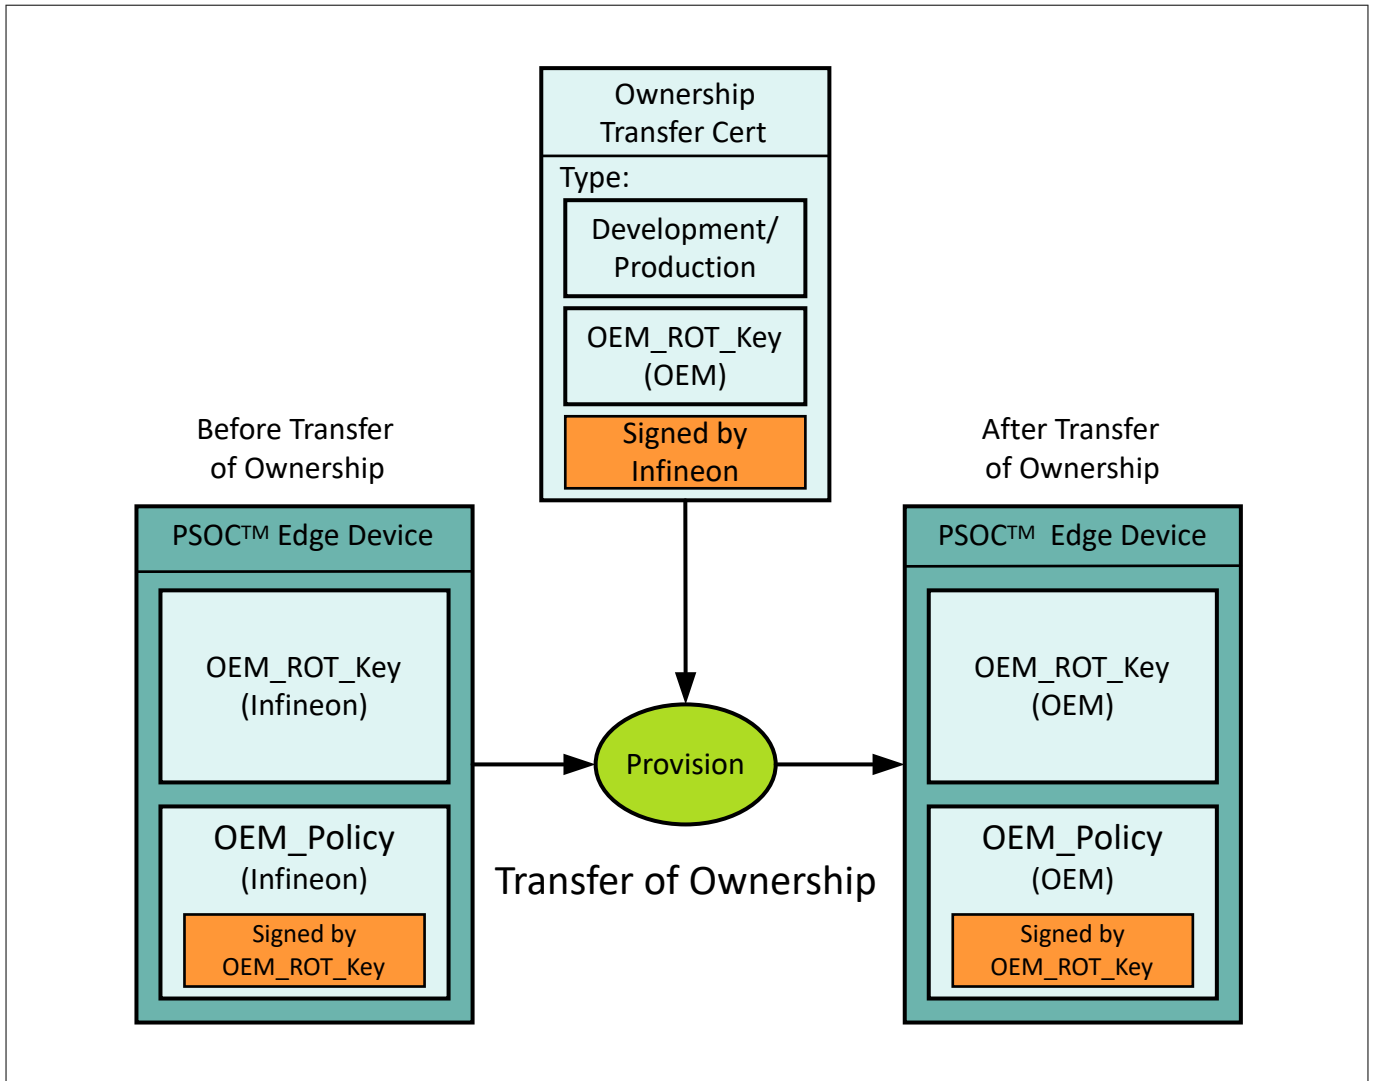 Ownership
Transfer Cert
Type:
Development/
Production
OEM_ROT_Key
(OEM)
Signed by
Infineon
Before Transfer
of Ownership
PSOC™ Edge Device
OEM_ROT_Key
(Infineon)
OEM_Policy
(Infineon)
Signed by
OEM_ROT_Key
Provision
Transfer of Ownership
After Transfer
of Ownership
PSOC™ Edge Device
OEM_ROT_Key
(OEM)
OEM_Policy
(OEM)
Signed by
OEM_ROT_Key